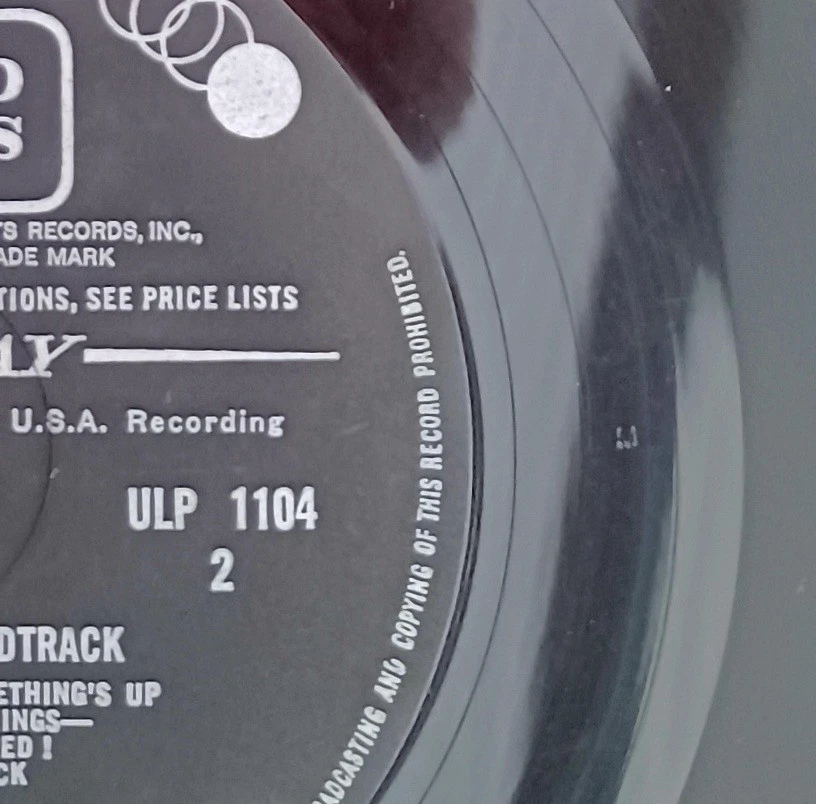 D
S
TS RECORDS, INC.,
ADE MARK
TIONS, SEE PRICE LISTS
LY
U.S.A. Recording
ULP 1104
2
DTRACK
ETHING'S UP
INGS—
ED !
CK
ADCASTING AND COPYING OF THIS RECORD PROHIBITED.